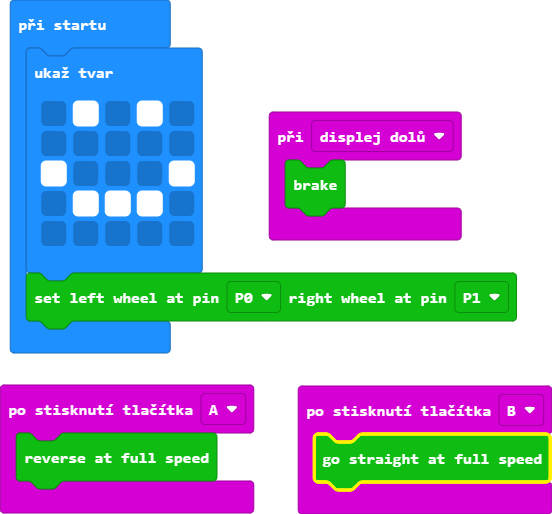 při startu
ukaž tvar
při displej dolů
brake
set left wheel at pin P0 right wheel at pin P1
po stisknutí tlačítka A
reverse at full speed
po stisknutí tlačítka B
go straight at full speed